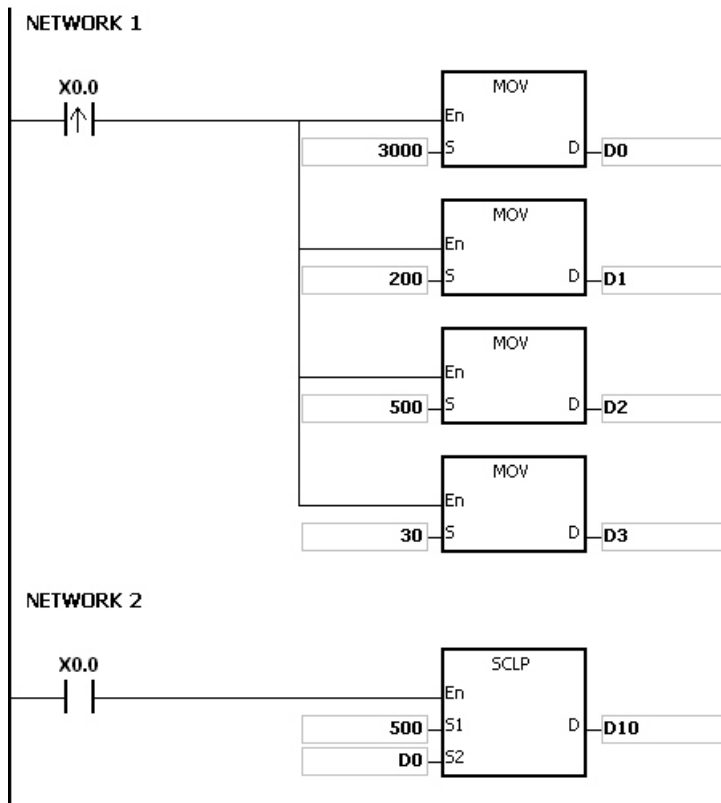 NETWORK 1
X0.0
MOV
En
3000 S D D0
MOV
En
200 S D D1
MOV
En
500 S D D2
MOV
En
30 S D D3
NETWORK 2
X0.0
SCLP
En
500 S1 D D10
D0 S2